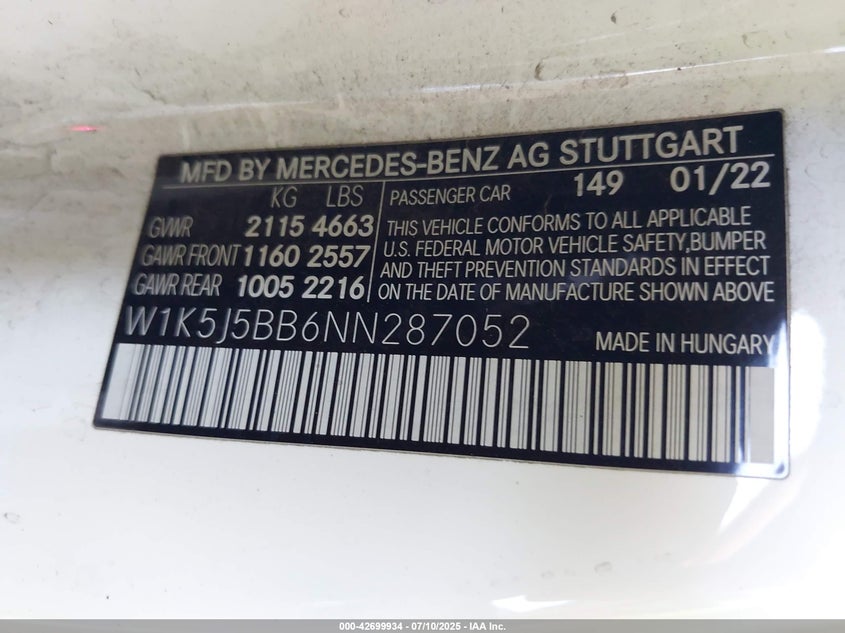 MFD BY MERCEDES-BENZ AG STUTTGART
KG LBS
GVWR 2115 4663
GAWR FRONT 1160 2557
GAWR REAR 1005 2216
PASSENGER CAR 149 01/22
THIS VEHICLE CONFORMS TO ALL APPLICABLE
U.S. FEDERAL MOTOR VEHICLE SAFETY,BUMPER
AND THEFT PREVENTION STANDARDS IN EFFECT
ON THE DATE OF MANUFACTURE SHOWN ABOVE
W1K5J5BB6NN287052
MADE IN HUNGARY
000-42699934 - 07/10/2025 - IAA Inc.